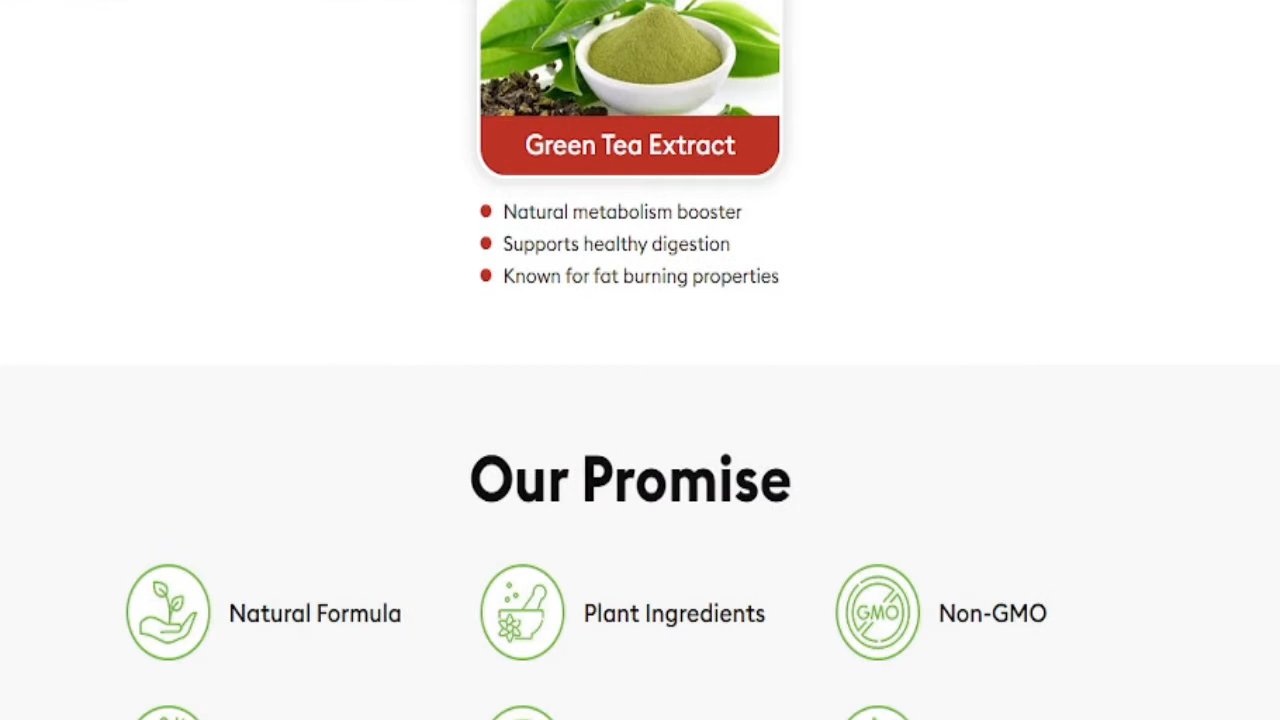 Green Tea Extract
Natural metabolism booster
Supports healthy digestion
Known for fat burning properties
Our Promise
Natural Formula
Plant Ingredients
GMO
Non-GMO